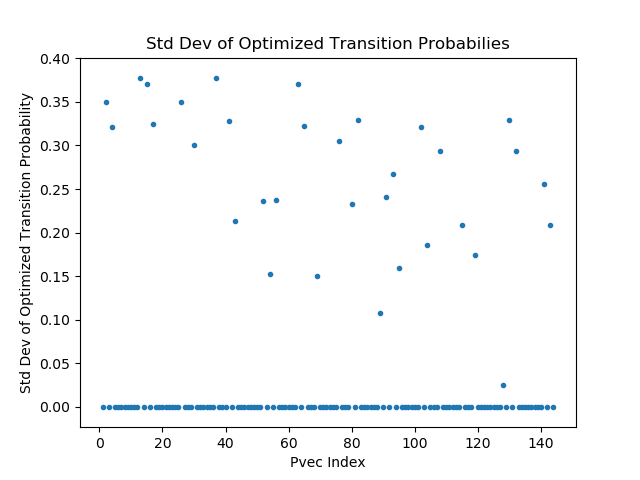 Std Dev of Optimized Transition Probabilies
Std Dev of Optimized Transition Probability
0.40
0.35
0.30
0.25
0.20
0.15
0.10
0.05
0.00
0 20 40 60 80 100 120 140
Pvec Index